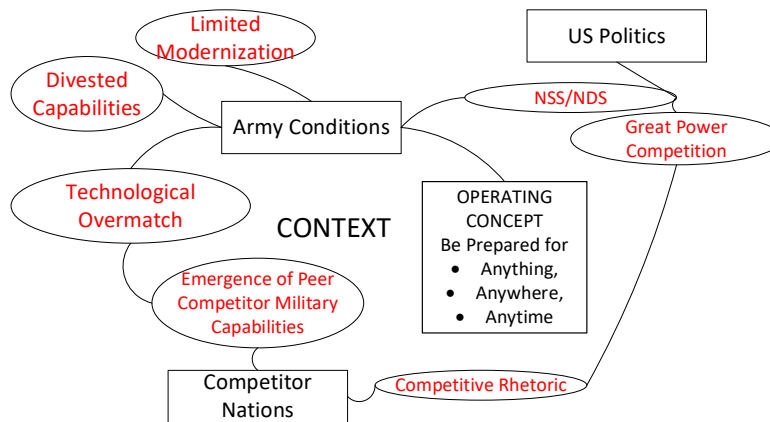 Limited
Modernization
US Politics
Divested
Capabilities
NSS/NDS
Army Conditions
Great Power
Competition
Technological
Overmatch
CONTEXT
OPERATING
CONCEPT
Be Prepared for
• Anything,
• Anywhere,
• Anytime
Emergence of Peer
Competitor Military
Capabilities
Competitor
Nations
Competitive Rhetoric